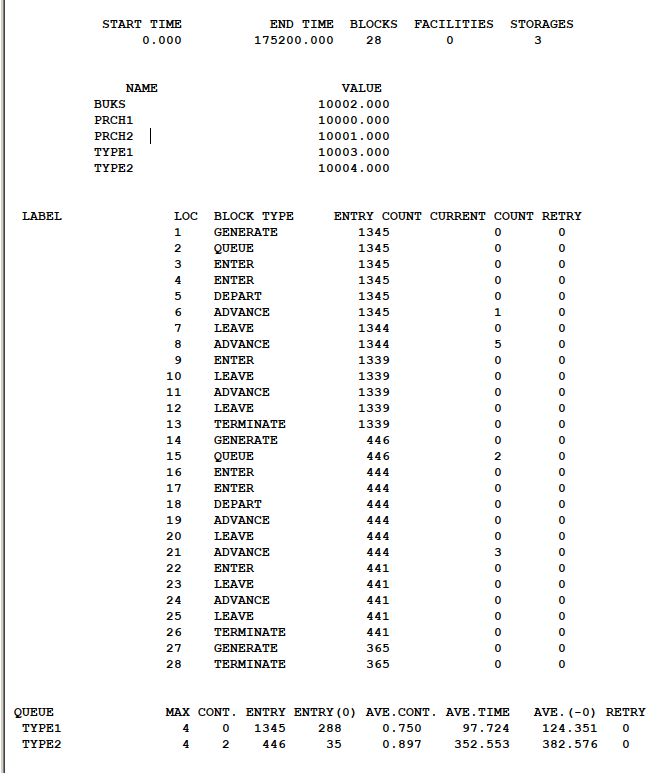 START TIME END TIME BLOCKS FACILITIES STORAGES
0.000 175200.000 28 0 3
NAME VALUE
BUKS 10002.000
PRCH1 10000.000
PRCH2 10001.000
TYPE1 10003.000
TYPE2 10004.000
LABEL LOC BLOCK TYPE ENTRY COUNT CURRENT COUNT RETRY
1 GENERATE 1345 0 0
2 QUEUE 1345 0 0
3 ENTER 1345 0 0
4 ENTER 1345 0 0
5 DEPART 1345 0 0
6 ADVANCE 1345 1 0
7 LEAVE 1344 0 0
8 ADVANCE 1344 5 0
9 ENTER 1339 0 0
10 LEAVE 1339 0 0
11 ADVANCE 1339 0 0
12 LEAVE 1339 0 0
13 TERMINATE 1339 0 0
14 GENERATE 446 0 0
15 QUEUE 446 2 0
16 ENTER 444 0 0
17 ENTER 444 0 0
18 DEPART 444 0 0
19 ADVANCE 444 0 0
20 LEAVE 444 0 0
21 ADVANCE 444 3 0
22 ENTER 441 0 0
23 LEAVE 441 0 0
24 ADVANCE 441 0 0
25 LEAVE 441 0 0
26 TERMINATE 441 0 0
27 GENERATE 365 0 0
28 TERMINATE 365 0 0
QUEUE MAX CONT. ENTRY ENTRY(0) AVE.CONT. AVE.TIME AVE.(-0) RETRY
TYPE1 4 0 1345 288 0.750 97.724 124.351 0
TYPE2 4 2 446 35 0.897 352.553 382.576 0